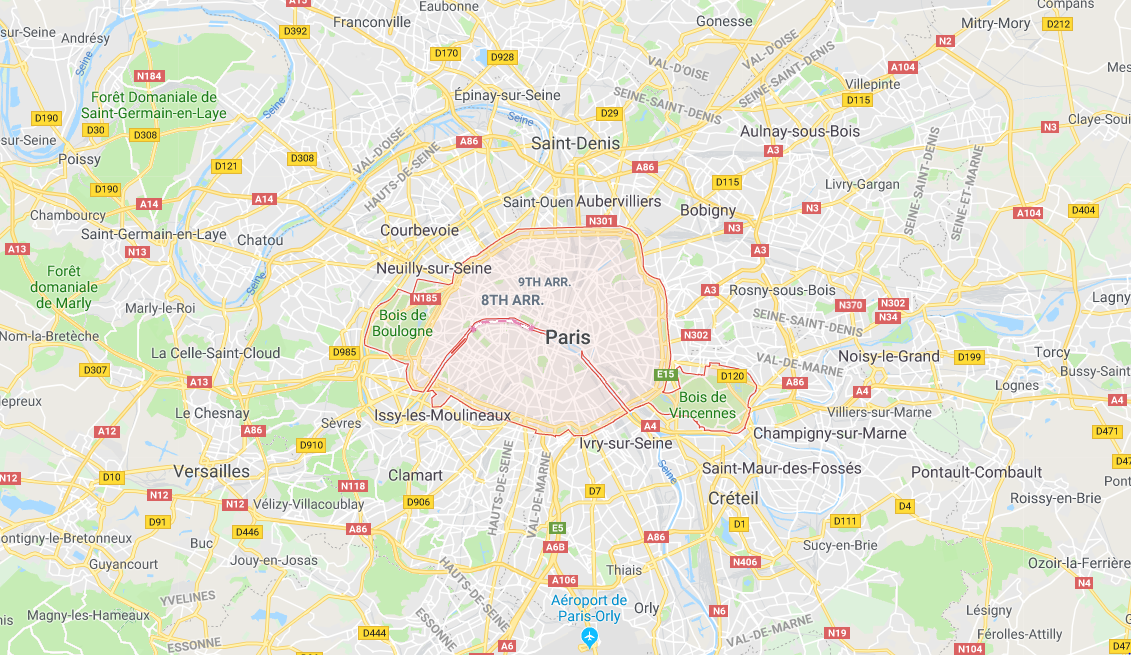 A15
Eaubonne
Compans
sur-Seine
Andrésy
Franconville
D392
Gonesse
Mitry-Mory
D212
D170
D928
VAL-D'OISE
N2
Seine
N184
VAL-D'OISE
SEINE-SAINT-DENIS
A104
Mes
Forêt Domaniale de
Saint-Germain-en-Laye
Seine
Épinay-sur-Seine
SEINE-SAINT-DENIS
Villepinte
D115
D190
D30
D308
Seine
D29
Claye-Soui
sur-Seine
Poissy
D121
D308
VAL-D'OISE
HAUTS-DE-SEINE
A86
Saint-Denis
A86
Aulnay-sous-Bois
A3
N3
SEINE-SAINT-DENIS
SEINE-ET-MARNE
D190
A14
A14
D115
Livry-Gargan
Chambourcy
Saint-Ouen
Aubervilliers
Bobigny
N3
A104
D404
Saint-Germain-en-Laye
Chatou
Courbevoie
N301
N3
A13
N13
A3
Forêt
domaniale
de Marly
Seine
Neuilly-sur-Seine
9TH ARR.
8TH ARR.
N185
A3
Rosny-sous-Bois
N370
N302
N34
Lagny
Marly-le-Roi
Bois de
Boulogne
SEINE-SAINT-DENIS
Nom-la-Bretèche
Paris
N302
La Celle-Saint-Cloud
D985
VAL-DE-MARNE
Noisy-le-Grand
D199
Torcy
D307
A13
E15
D120
A86
A4
Lognes
Bussy-Saint
A4
epreux
Le Chesnay
Bois de
Vincennes
Villiers-sur-Marne
Sèvres
Issy-les-Moulineaux
A12
A86
A4
Champigny-sur-Marne
D471
D910
Ivry-sur-Seine
Versailles
Clamart
HAUTS-DE-SEINE
VAL-DE-MARNE
Seine
Saint-Maur-des-Fossés
Pontault-Combault
D47
N12
D10
N118
D7
Créteil
Pont
N12
N12
Vélizy-Villacoublay
D906
Roissy-en-Brie
D4
D91
D446
A86
E5
D1
D111
A6B
A86
ontigny-le-Bretonneux
Buc
Sucy-en-Brie
Guyancourt
Jouy-en-Josas
HAUTS-DE-SEINE
Thiais
N406
Ozoir-la-Ferrière
A106
N4
YVELINES
Aéroport de
Paris-Orly
Orly
N6
Magny-les-Hameaux
ESSONNE
Lésigny
ESSONNE
D444
VAL-DE-MARNE
N19
Férolles-Attilly
A6
N104
D47